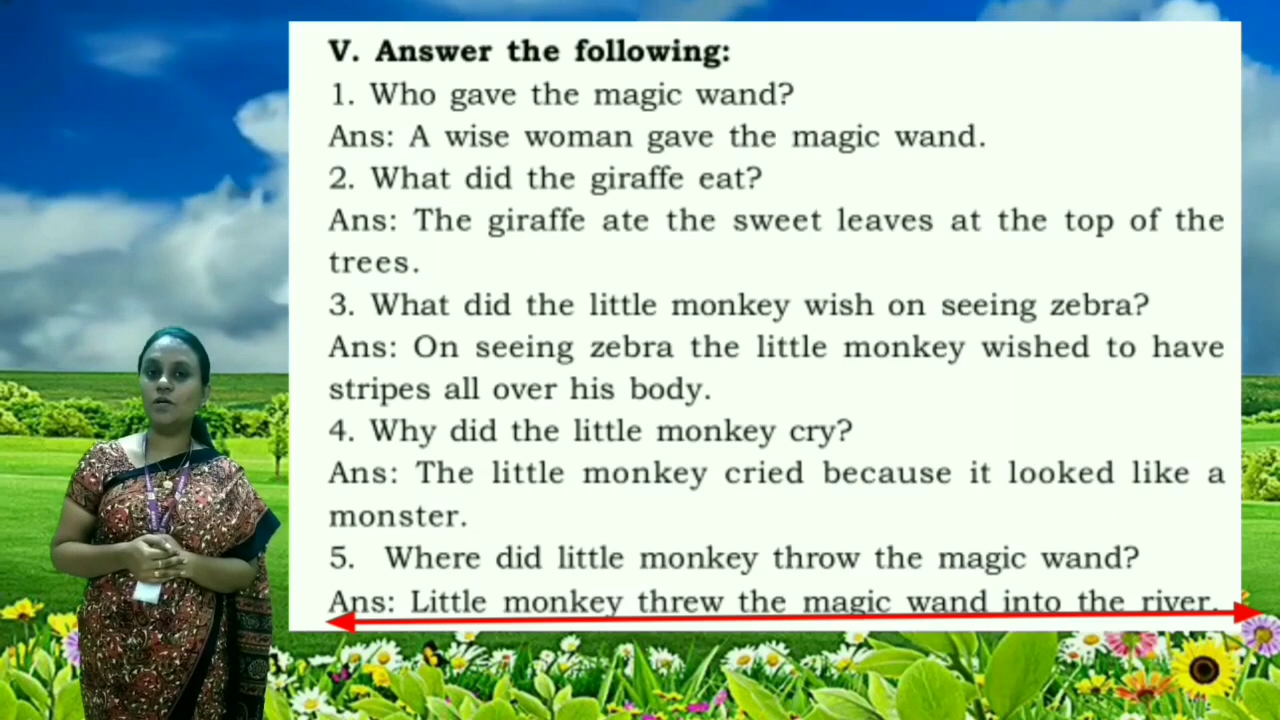 V. Answer the following:
1. Who gave the magic wand?
Ans: A wise woman gave the magic wand.
2. What did the giraffe eat?
Ans: The giraffe ate the sweet leaves at the top of the
trees.
3. What did the little monkey wish on seeing zebra?
Ans: On seeing zebra the little monkey wished to have
stripes all over his body.
4. Why did the little monkey cry?
Ans: The little monkey cried because it looked like a
monster.
5. Where did little monkey throw the magic wand?
Ans: Little monkey threw the magic wand into the river.